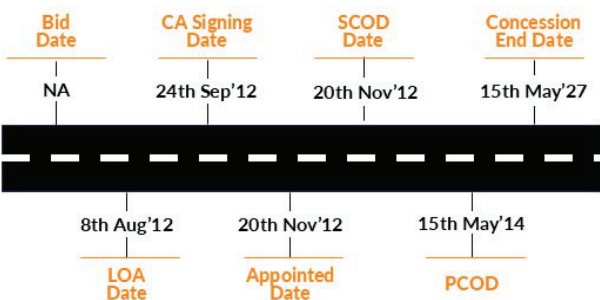 Bid
Date
CA Signing
Date
SCOD
Date
Concession
End Date
NA
24th Sep'12
20th Nov'12
15th May'27
8th Aug'12
20th Nov'12
15th May'14
LOA
Date
Appointed
Date
PCOD